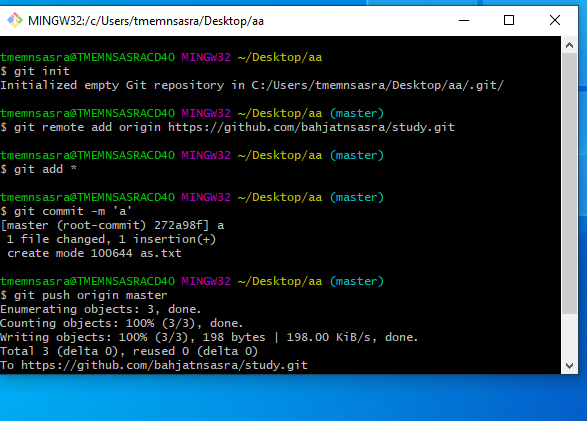 MINGW32:/c/Users/tmemnsasra/Desktop/aa
tmemnsasra@TMEMNSASRACD40 MINGW32 ~/Desktop/aa
$ git init
Initialized empty Git repository in C:/Users/tmemnsasra/Desktop/aa/.git/
tmemnsasra@TMEMNSASRACD40 MINGW32 ~/Desktop/aa (master)
$ git remote add origin https://github.com/bahjatnsasra/study.git
tmemnsasra@TMEMNSASRACD40 MINGW32 ~/Desktop/aa (master)
$ git add *
tmemnsasra@TMEMNSASRACD40 MINGW32 ~/Desktop/aa (master)
$ git commit -m 'a'
[master (root-commit) 272a98f] a
 1 file changed, 1 insertion(+)
 create mode 100644 as.txt
tmemnsasra@TMEMNSASRACD40 MINGW32 ~/Desktop/aa (master)
$ git push origin master
Enumerating objects: 3, done.
Counting objects: 100% (3/3), done.
Writing objects: 100% (3/3), 198 bytes | 198.00 KiB/s, done.
Total 3 (delta 0), reused 0 (delta 0)
To https://github.com/bahjatnsasra/study.git